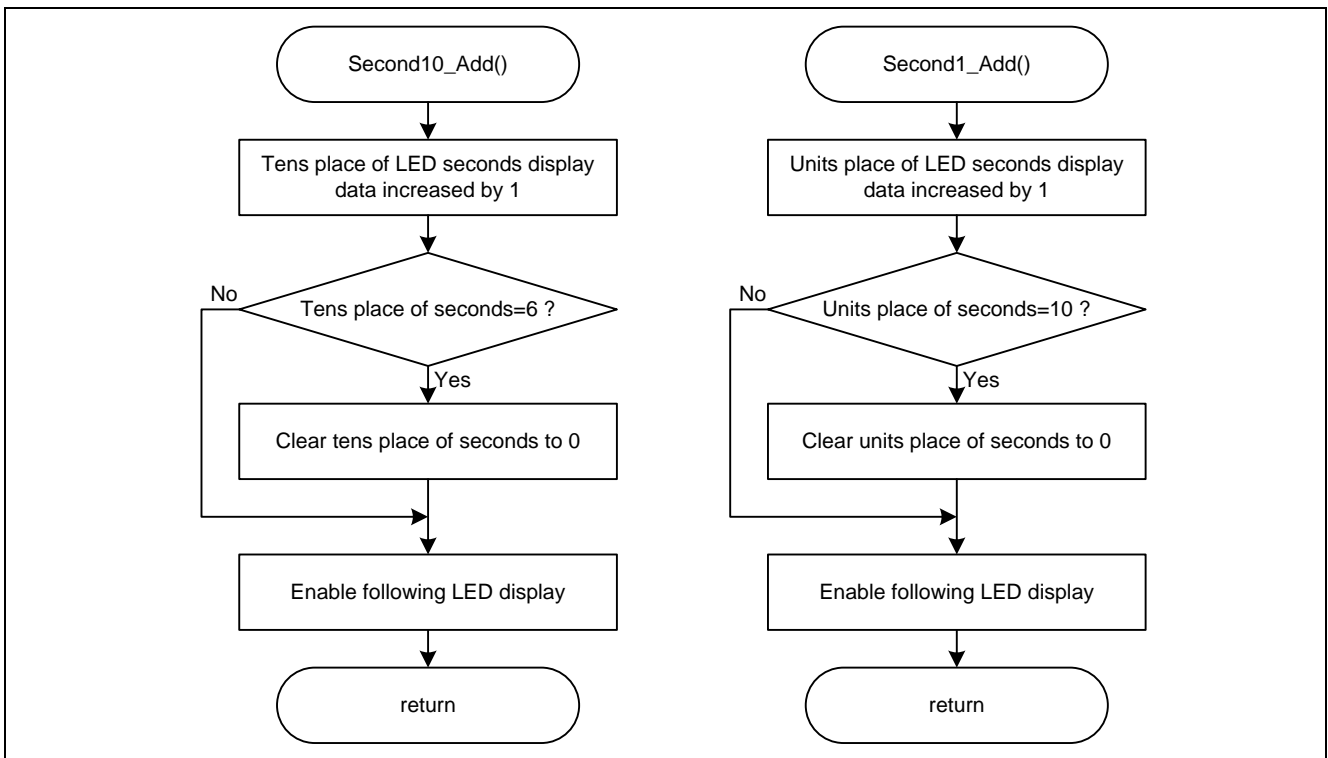 Second10_Add()
Tens place of LED seconds display
data increased by 1
Tens place of seconds=6 ?
No
Yes
Clear tens place of seconds to 0
Enable following LED display
return
Second1_Add()
Units place of LED seconds display
data increased by 1
Units place of seconds=10 ?
No
Yes
Clear units place of seconds to 0
Enable following LED display
return